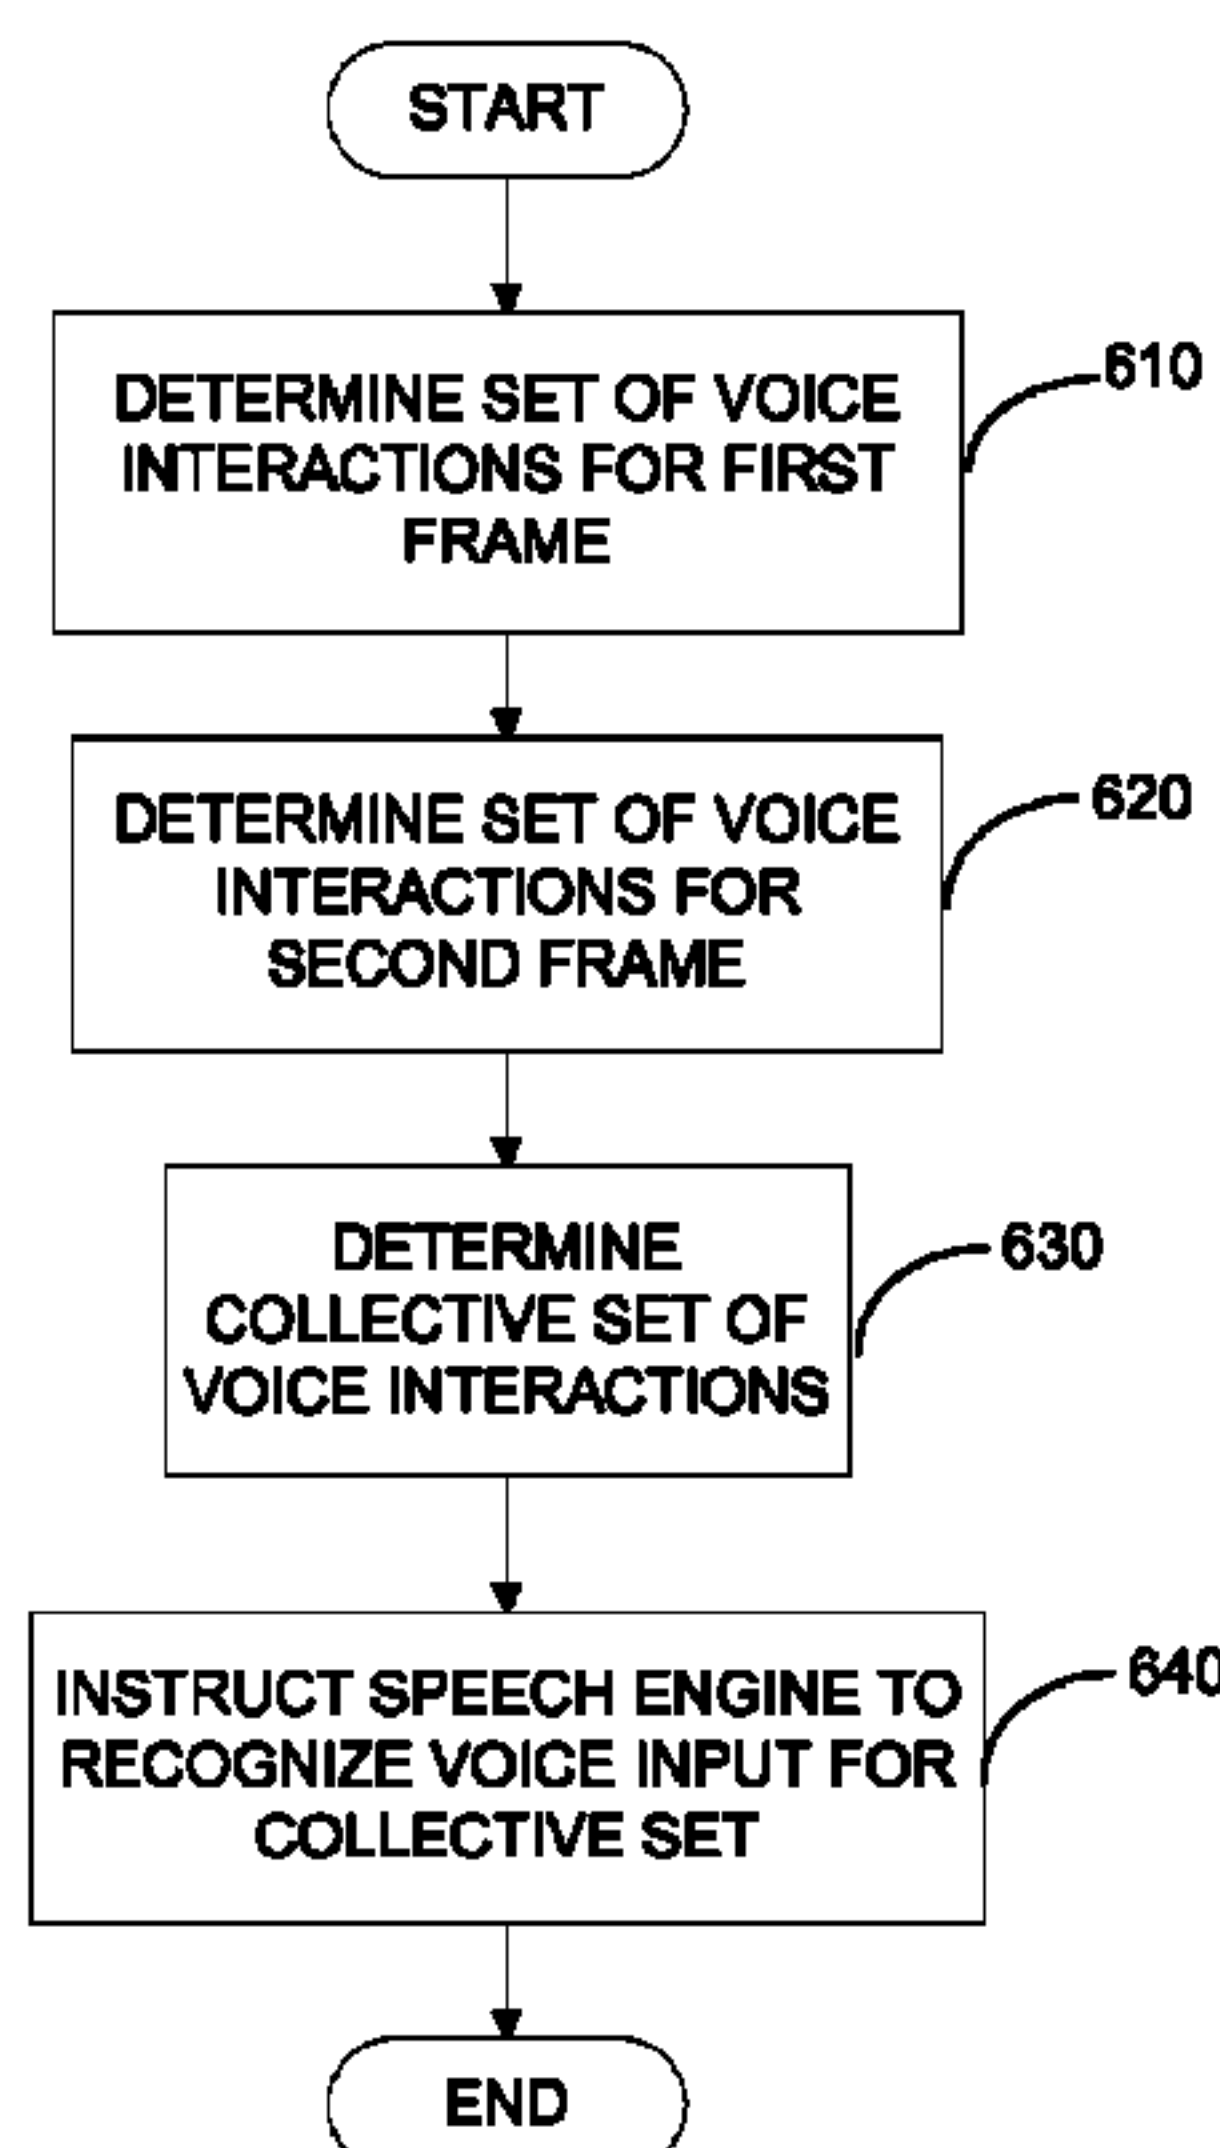 START
DETERMINE SET OF VOICE
INTERACTIONS FOR FIRST
FRAME
610
DETERMINE SET OF VOICE
INTERACTIONS FOR
SECOND FRAME
620
DETERMINE
COLLECTIVE SET OF
VOICE INTERACTIONS
630
INSTRUCT SPEECH ENGINE TO
RECOGNIZE VOICE INPUT FOR
COLLECTIVE SET
640
END